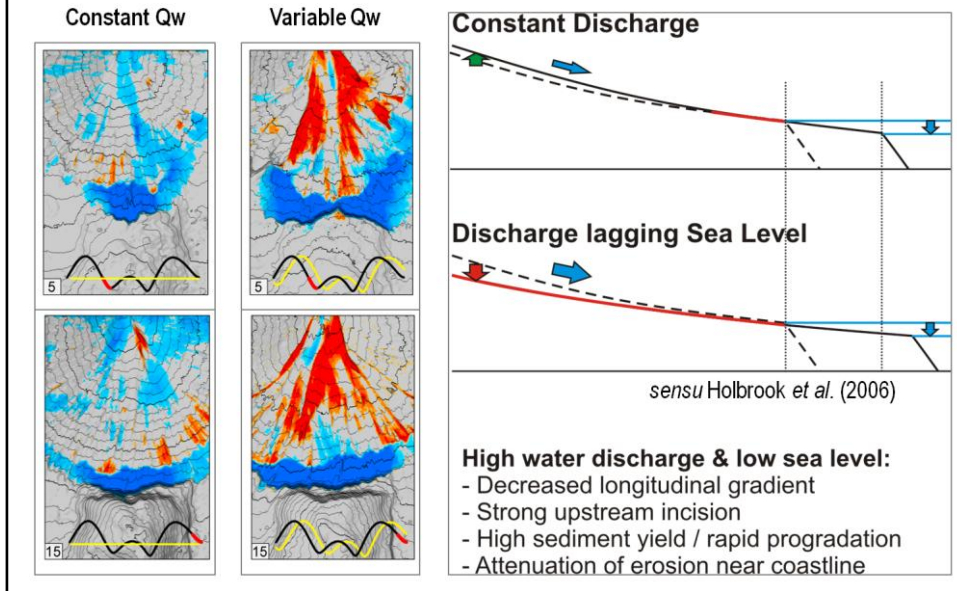 Constant Qw
Variable Qw
5
5
15
15
Constant Discharge
Discharge lagging Sea Level
sensu Holbrook et al. (2006)
High water discharge & low sea level:
- Decreased longitudinal gradient
- Strong upstream incision
- High sediment yield / rapid progradation
- Attenuation of erosion near coastline